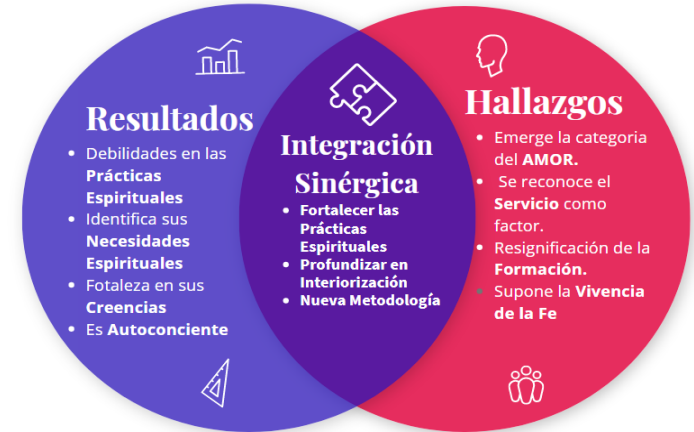 Resultados
• Debilidades en las
Prácticas
Espirituales
• Identifica sus
Necesidades
Espirituales
• Fotaleza en sus
Creencias
• Es Autoconciente
Integración
Sinérgica
• Fortalecer las
Prácticas
Espirituales
• Profundizar en
Interiorización
• Nueva Metodología
Hallazgos
• Emerge la categoria
del AMOR.
• Se reconoce el
Servicio como
factor.
• Resignificación de la
Formación.
• Supone la Vivencia
de la Fe